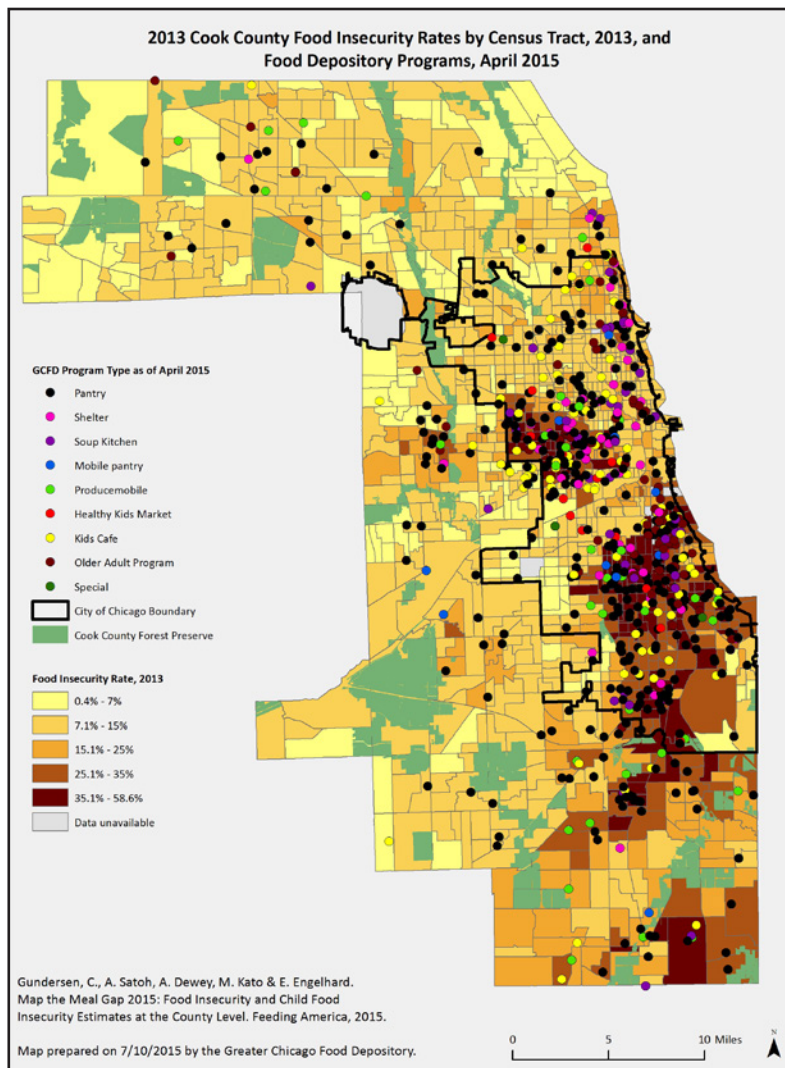 2013 Cook County Food Insecurity Rates by Census Tract, 2013, and
Food Depository Programs, April 2015
GCFD Program Type as of April 2015
Pantry
Shelter
Soup Kitchen
Mobile pantry
Producemobile
Healthy Kids Market
Kids Cafe
Older Adult Program
Special
City of Chicago Boundary
Cook County Forest Preserve
Food Insecurity Rate, 2013
0.4% - 7%
7.1% - 15%
15.1% - 25%
25.1% - 35%
35.1% - 58.6%
Data unavailable
Gundersen, C., A. Satoh, A. Dewey, M. Kato & E. Engelhard.
Map the Meal Gap 2015: Food Insecurity and Child Food
Insecurity Estimates at the County Level. Feeding America, 2015.
Map prepared on 7/10/2015 by the Greater Chicago Food Depository.
0 5 10 Miles
N